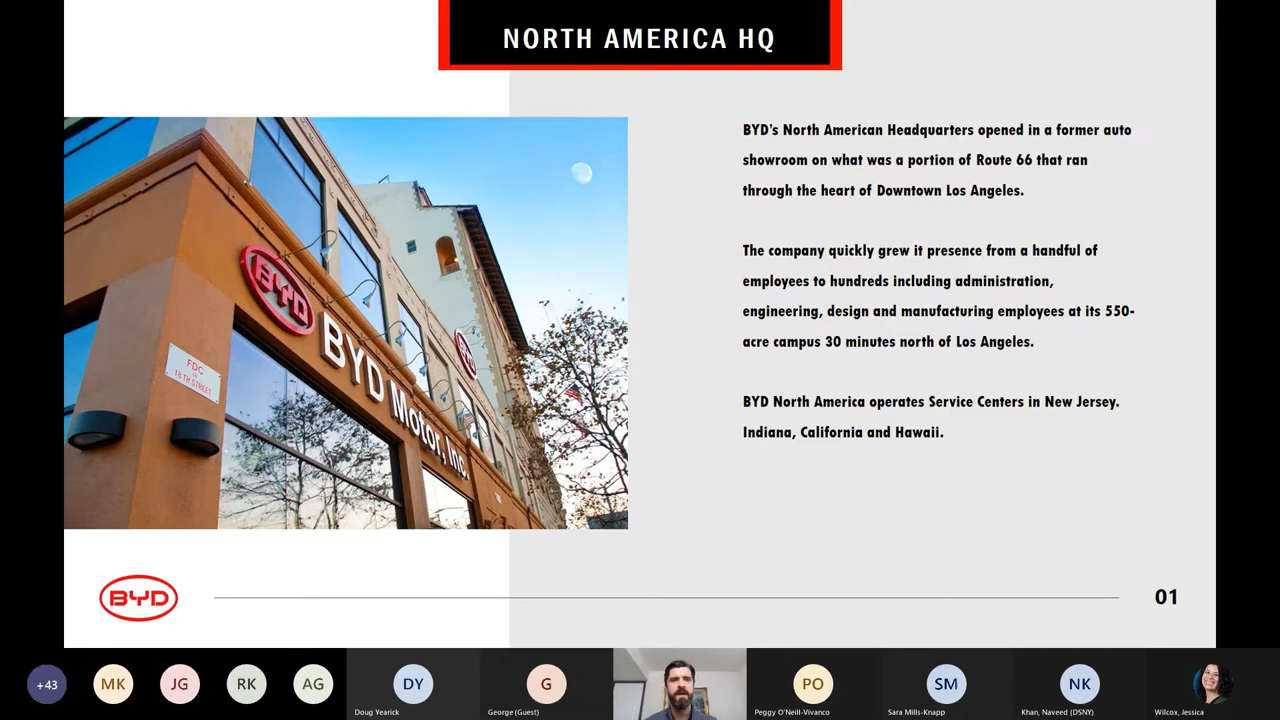 NORTH AMERICA HQ
BYD
BYD Motor, Inc.
FDC
18 TH STREET
BYD's North American Headquarters opened in a former auto
showroom on what was a portion of Route 66 that ran
through the heart of Downtown Los Angeles.
The company quickly grew it presence from a handful of
employees to hundreds including administration,
engineering, design and manufacturing employees at its 550-
acre campus 30 minutes north of Los Angeles.
BYD North America operates Service Centers in New Jersey.
Indiana, California and Hawaii.
BYD
01
+43
MK
JG
RK
AG
DY
Doug Yearick
G
George (Guest)
PO
Peggy O'Neill-Vivanco
SM
Sara Mills-Knapp
NK
Khan, Naveed (DSNY)
Wilcox, Jessica